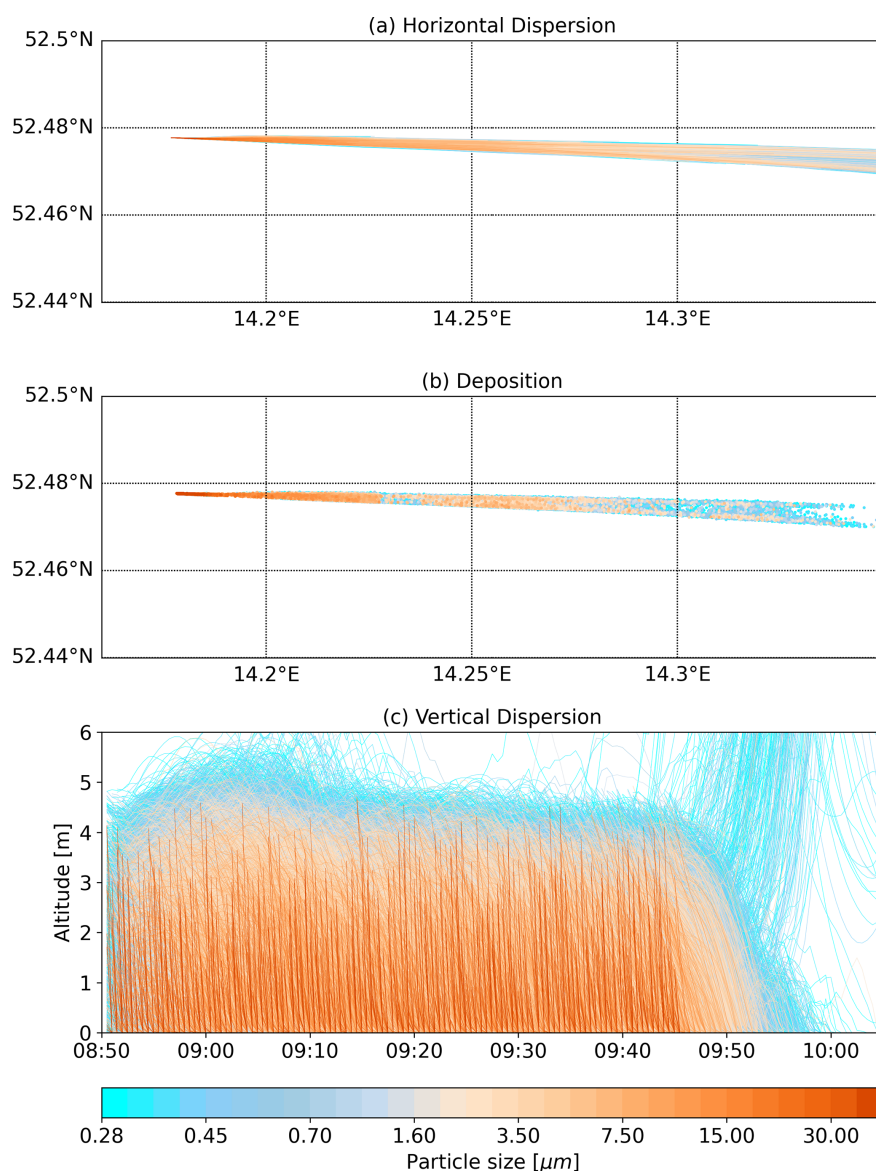 (a) Horizontal Dispersion
52.5°N
52.48°N
52.46°N
52.44°N
14.2°E 14.25°E 14.3°E
(b) Deposition
52.5°N
52.48°N
52.46°N
52.44°N
14.2°E 14.25°E 14.3°E
(c) Vertical Dispersion
6
5
4
3
2
1
0
Altitude [m]
08:50 09:00 09:10 09:20 09:30 09:40 09:50 10:00
0.28 0.45 0.70 1.60 3.50 7.50 15.00 30.00
Particle size [μm]